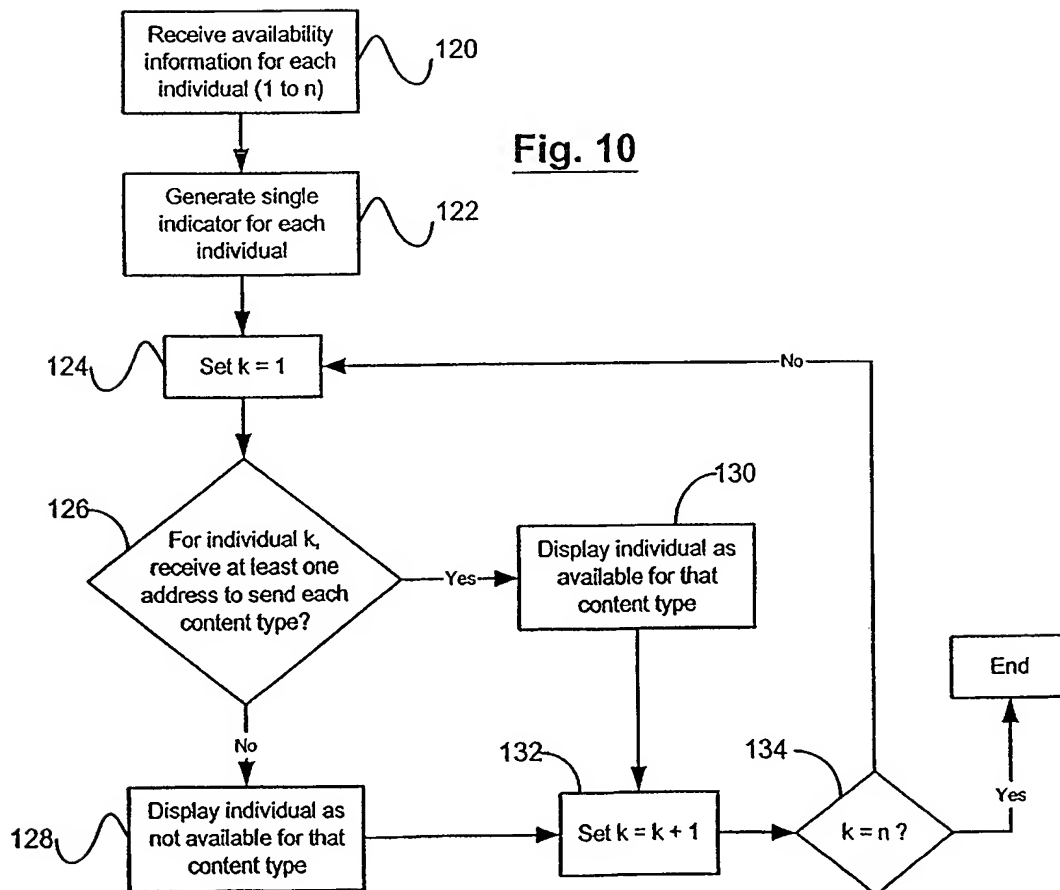 Receive availability
information for each
individual (1 to n)
120
Fig. 10
Generate single
indicator for each
individual
122
124
Set k = 1
No
126
For individual k,
receive at least one
address to send each
content type?
Yes
130
Display individual as
available for that
content type
End
No
132
134
Yes
128
Display individual as
not available for that
content type
Set k = k + 1
k = n ?